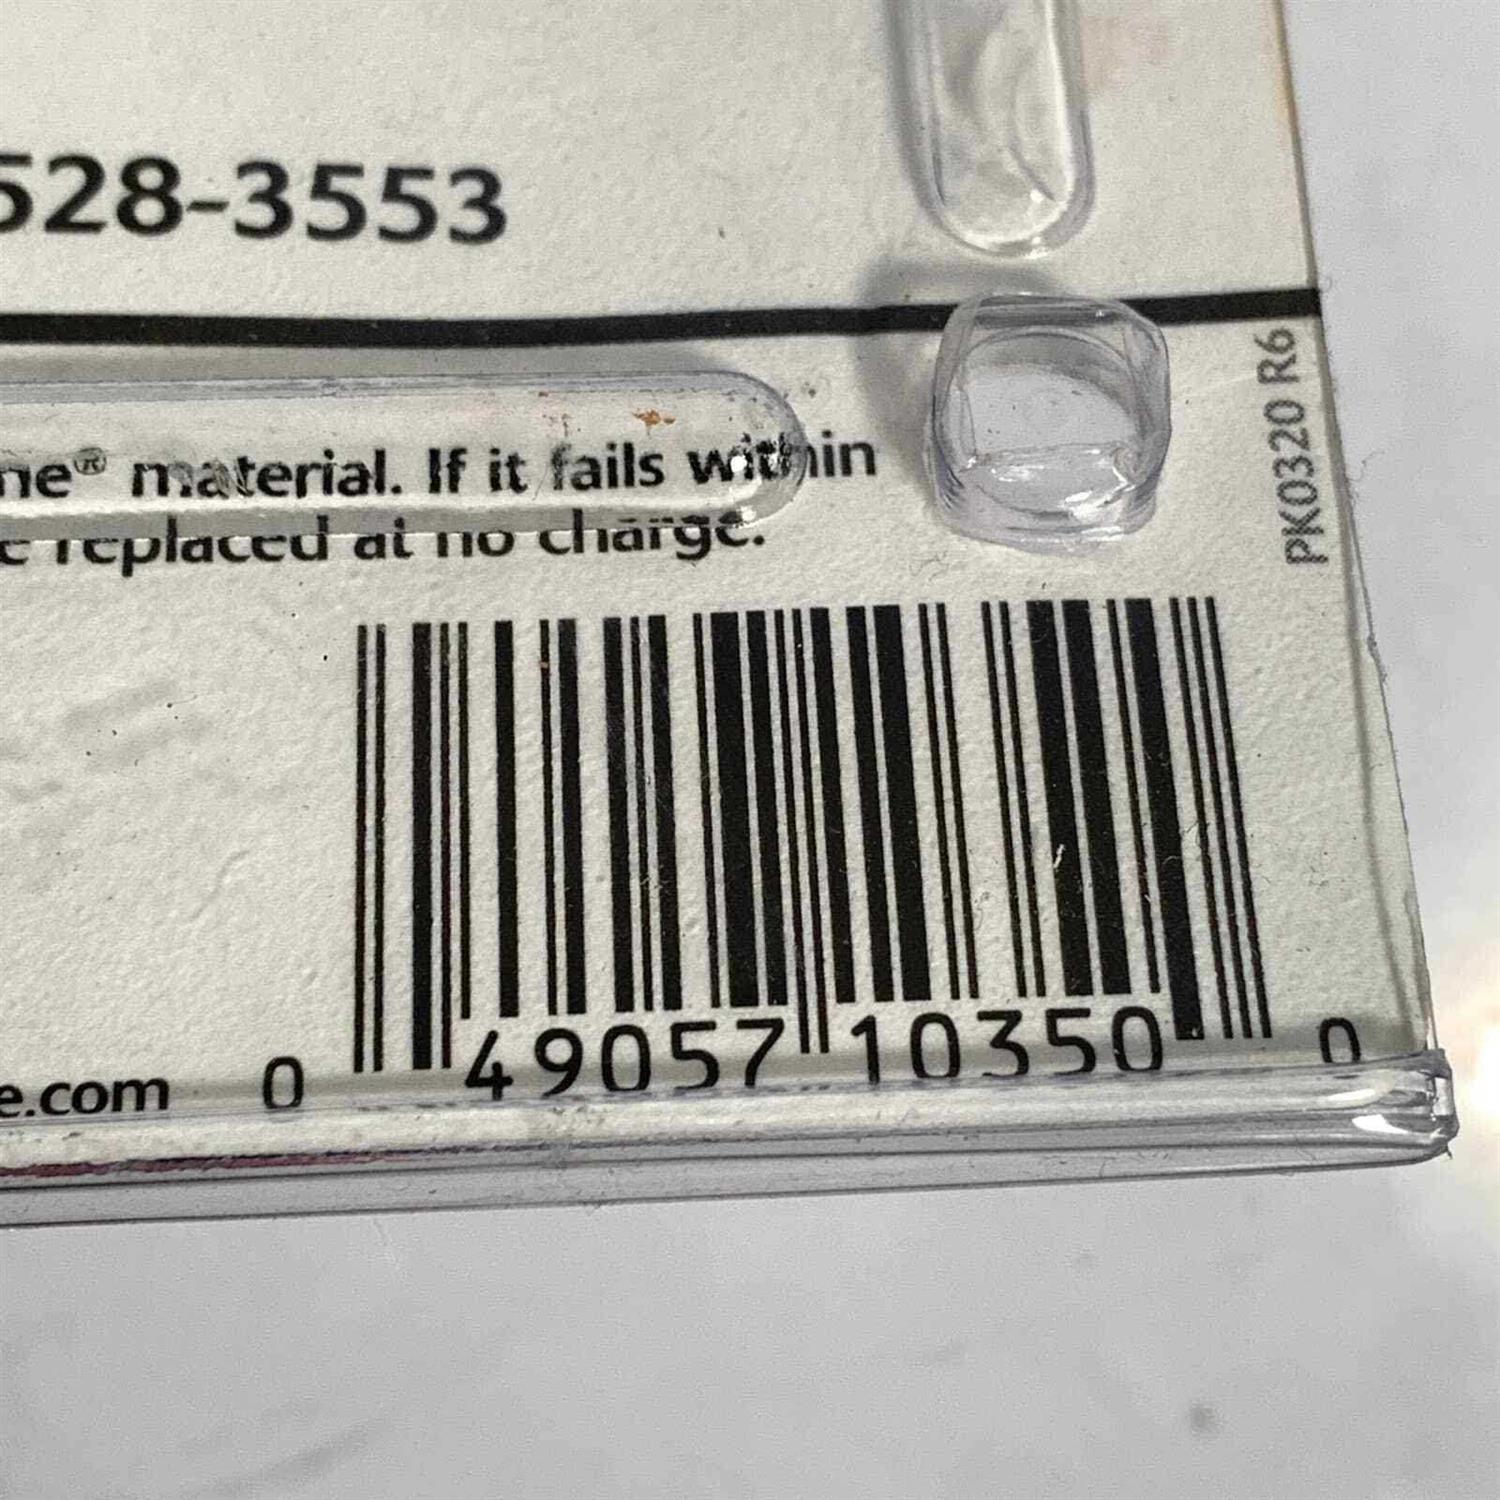 528-3553
ne® material. If it fails within
e replaced at no charge.
PK0320 R6
e.com
0 49057 10350 0